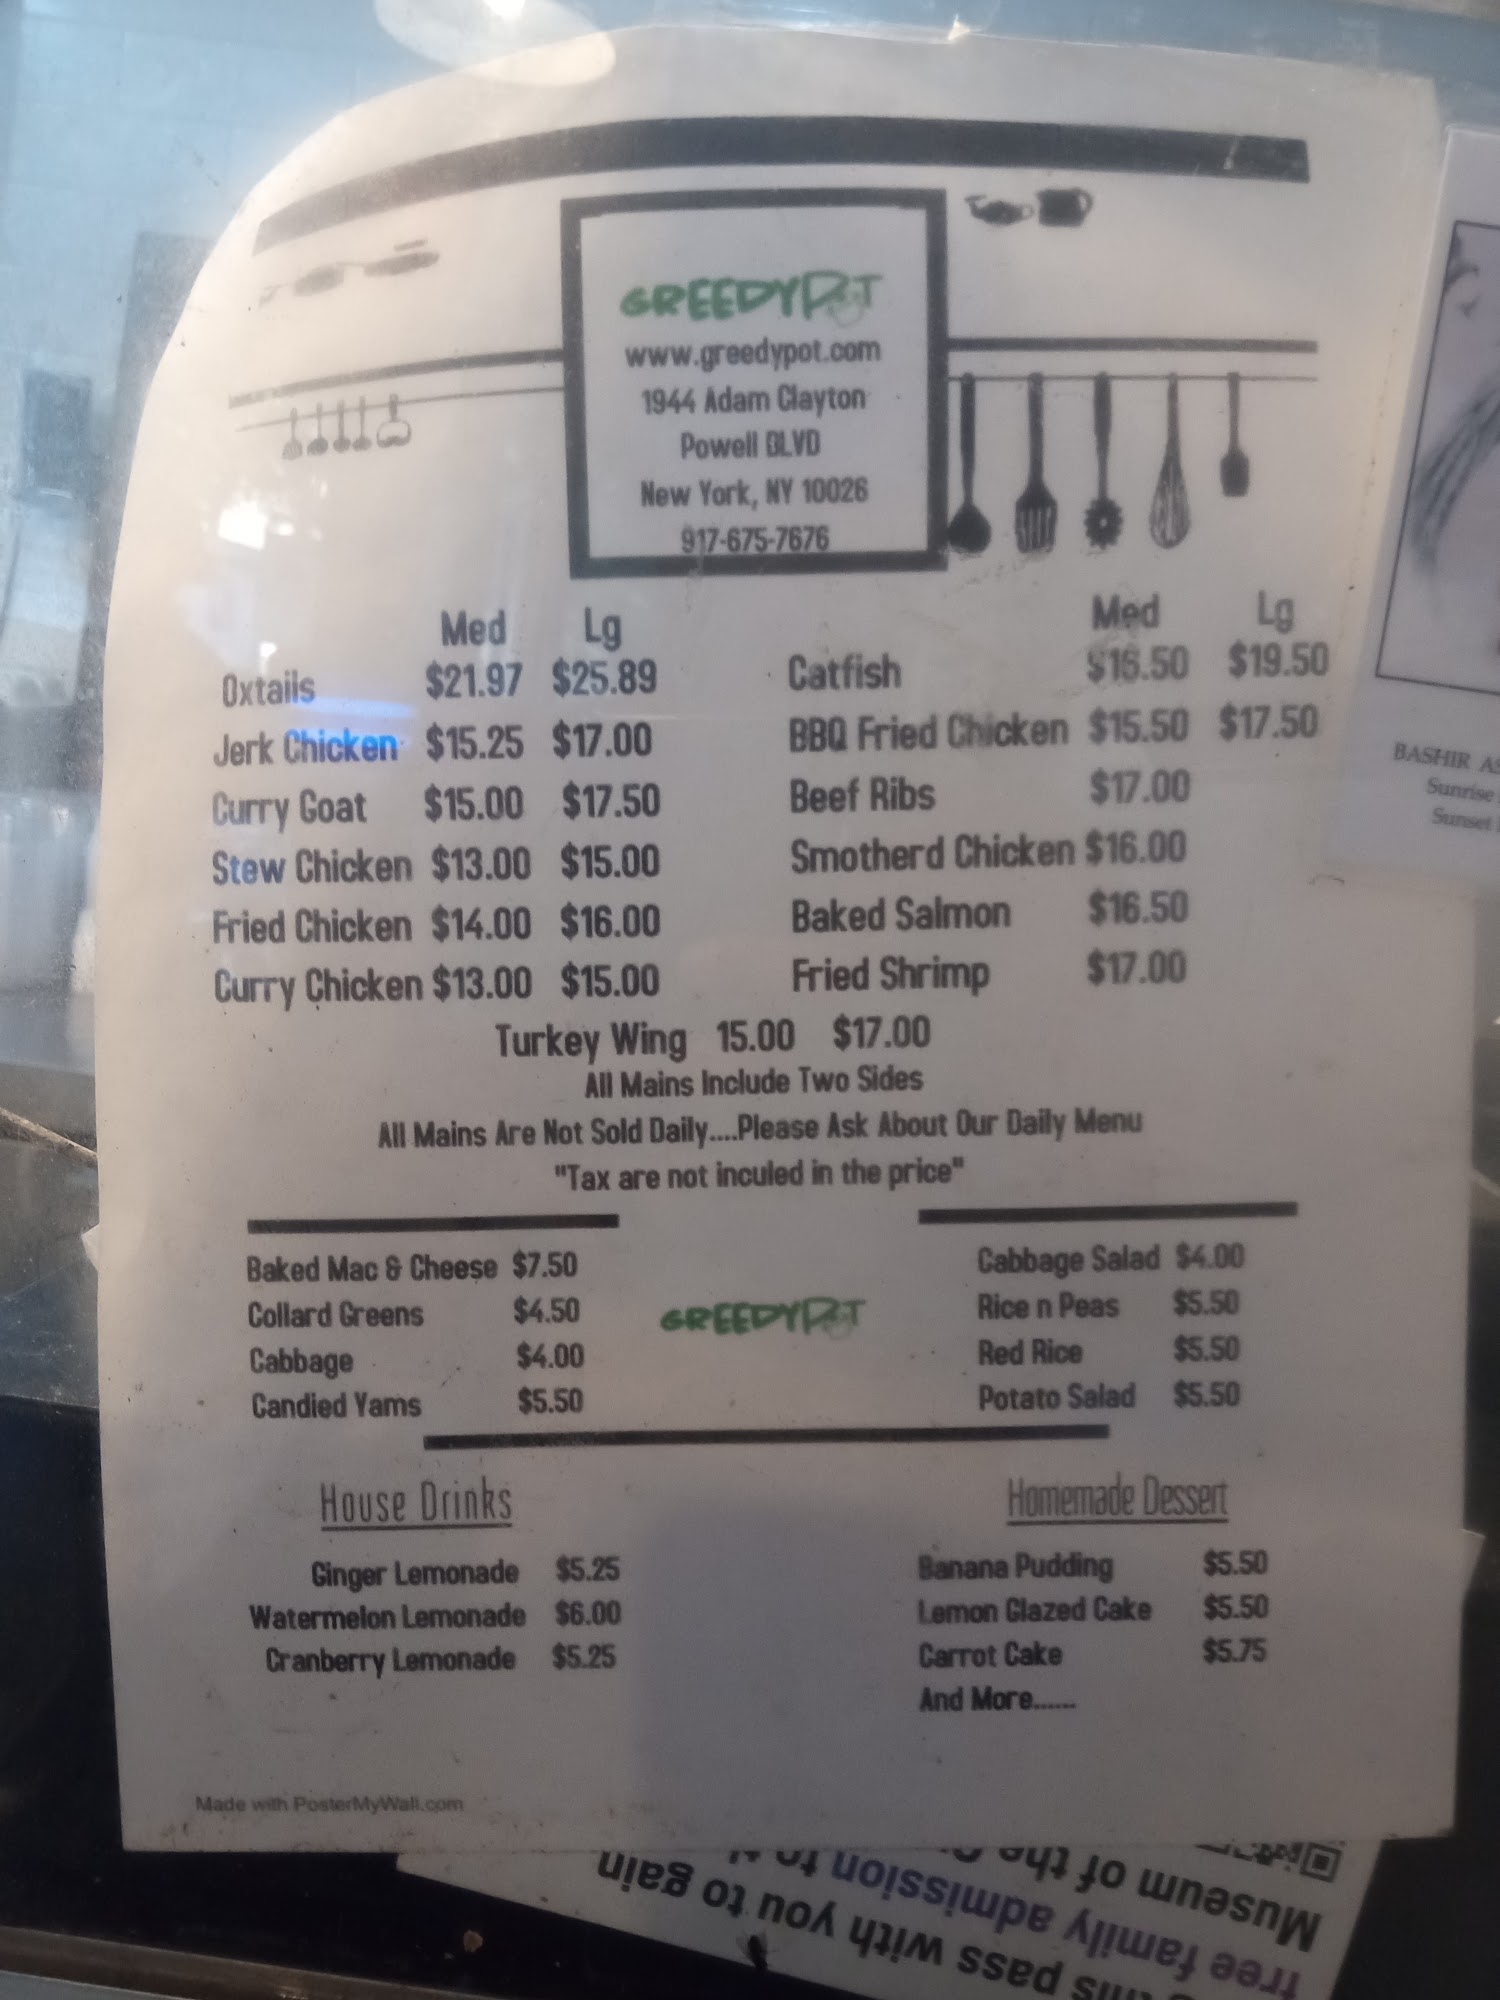 GREEDYPOT
www.greedypot.com
1944 Adam Clayton
Powell BLVD
New York, NY 10026
917-675-7676
Med Lg
Oxtails $21.97 $25.89
Jerk Chicken $15.25 $17.00
Curry Goat $15.00 $17.50
Stew Chicken $13.00 $15.00
Fried Chicken $14.00 $16.00
Curry Chicken $13.00 $15.00
Med Lg
Catfish $16.50 $19.50
BBQ Fried Chicken $15.50 $17.50
Beef Ribs $17.00
Smotherd Chicken $16.00
Baked Salmon $16.50
Fried Shrimp $17.00
Turkey Wing 15.00 $17.00
All Mains Include Two Sides
All Mains Are Not Sold Daily....Please Ask About Our Daily Menu
"Tax are not inculed in the price"
Baked Mac & Cheese $7.50
Collard Greens $4.50
Cabbage $4.00
Candied Yams $5.50
GREEDYPOT
Cabbage Salad $4.00
Rice n Peas $5.50
Red Rice $5.50
Potato Salad $5.50
House Drinks
Ginger Lemonade $5.25
Watermelon Lemonade $6.00
Cranberry Lemonade $5.25
Homemade Dessert
Banana Pudding $5.50
Lemon Glazed Cake $5.50
Carrot Cake $5.75
And More......
Made with PosterMyWall.com
BASHIR
Sunrise
Sunset
pass with you to gain
free family admission to
Museum of the